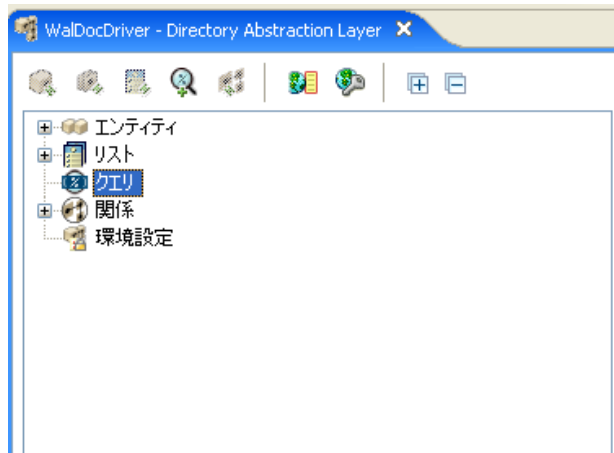 WalDocDriver - Directory Abstraction Layer
エンティティ
リスト
クエリ
関係
環境設定